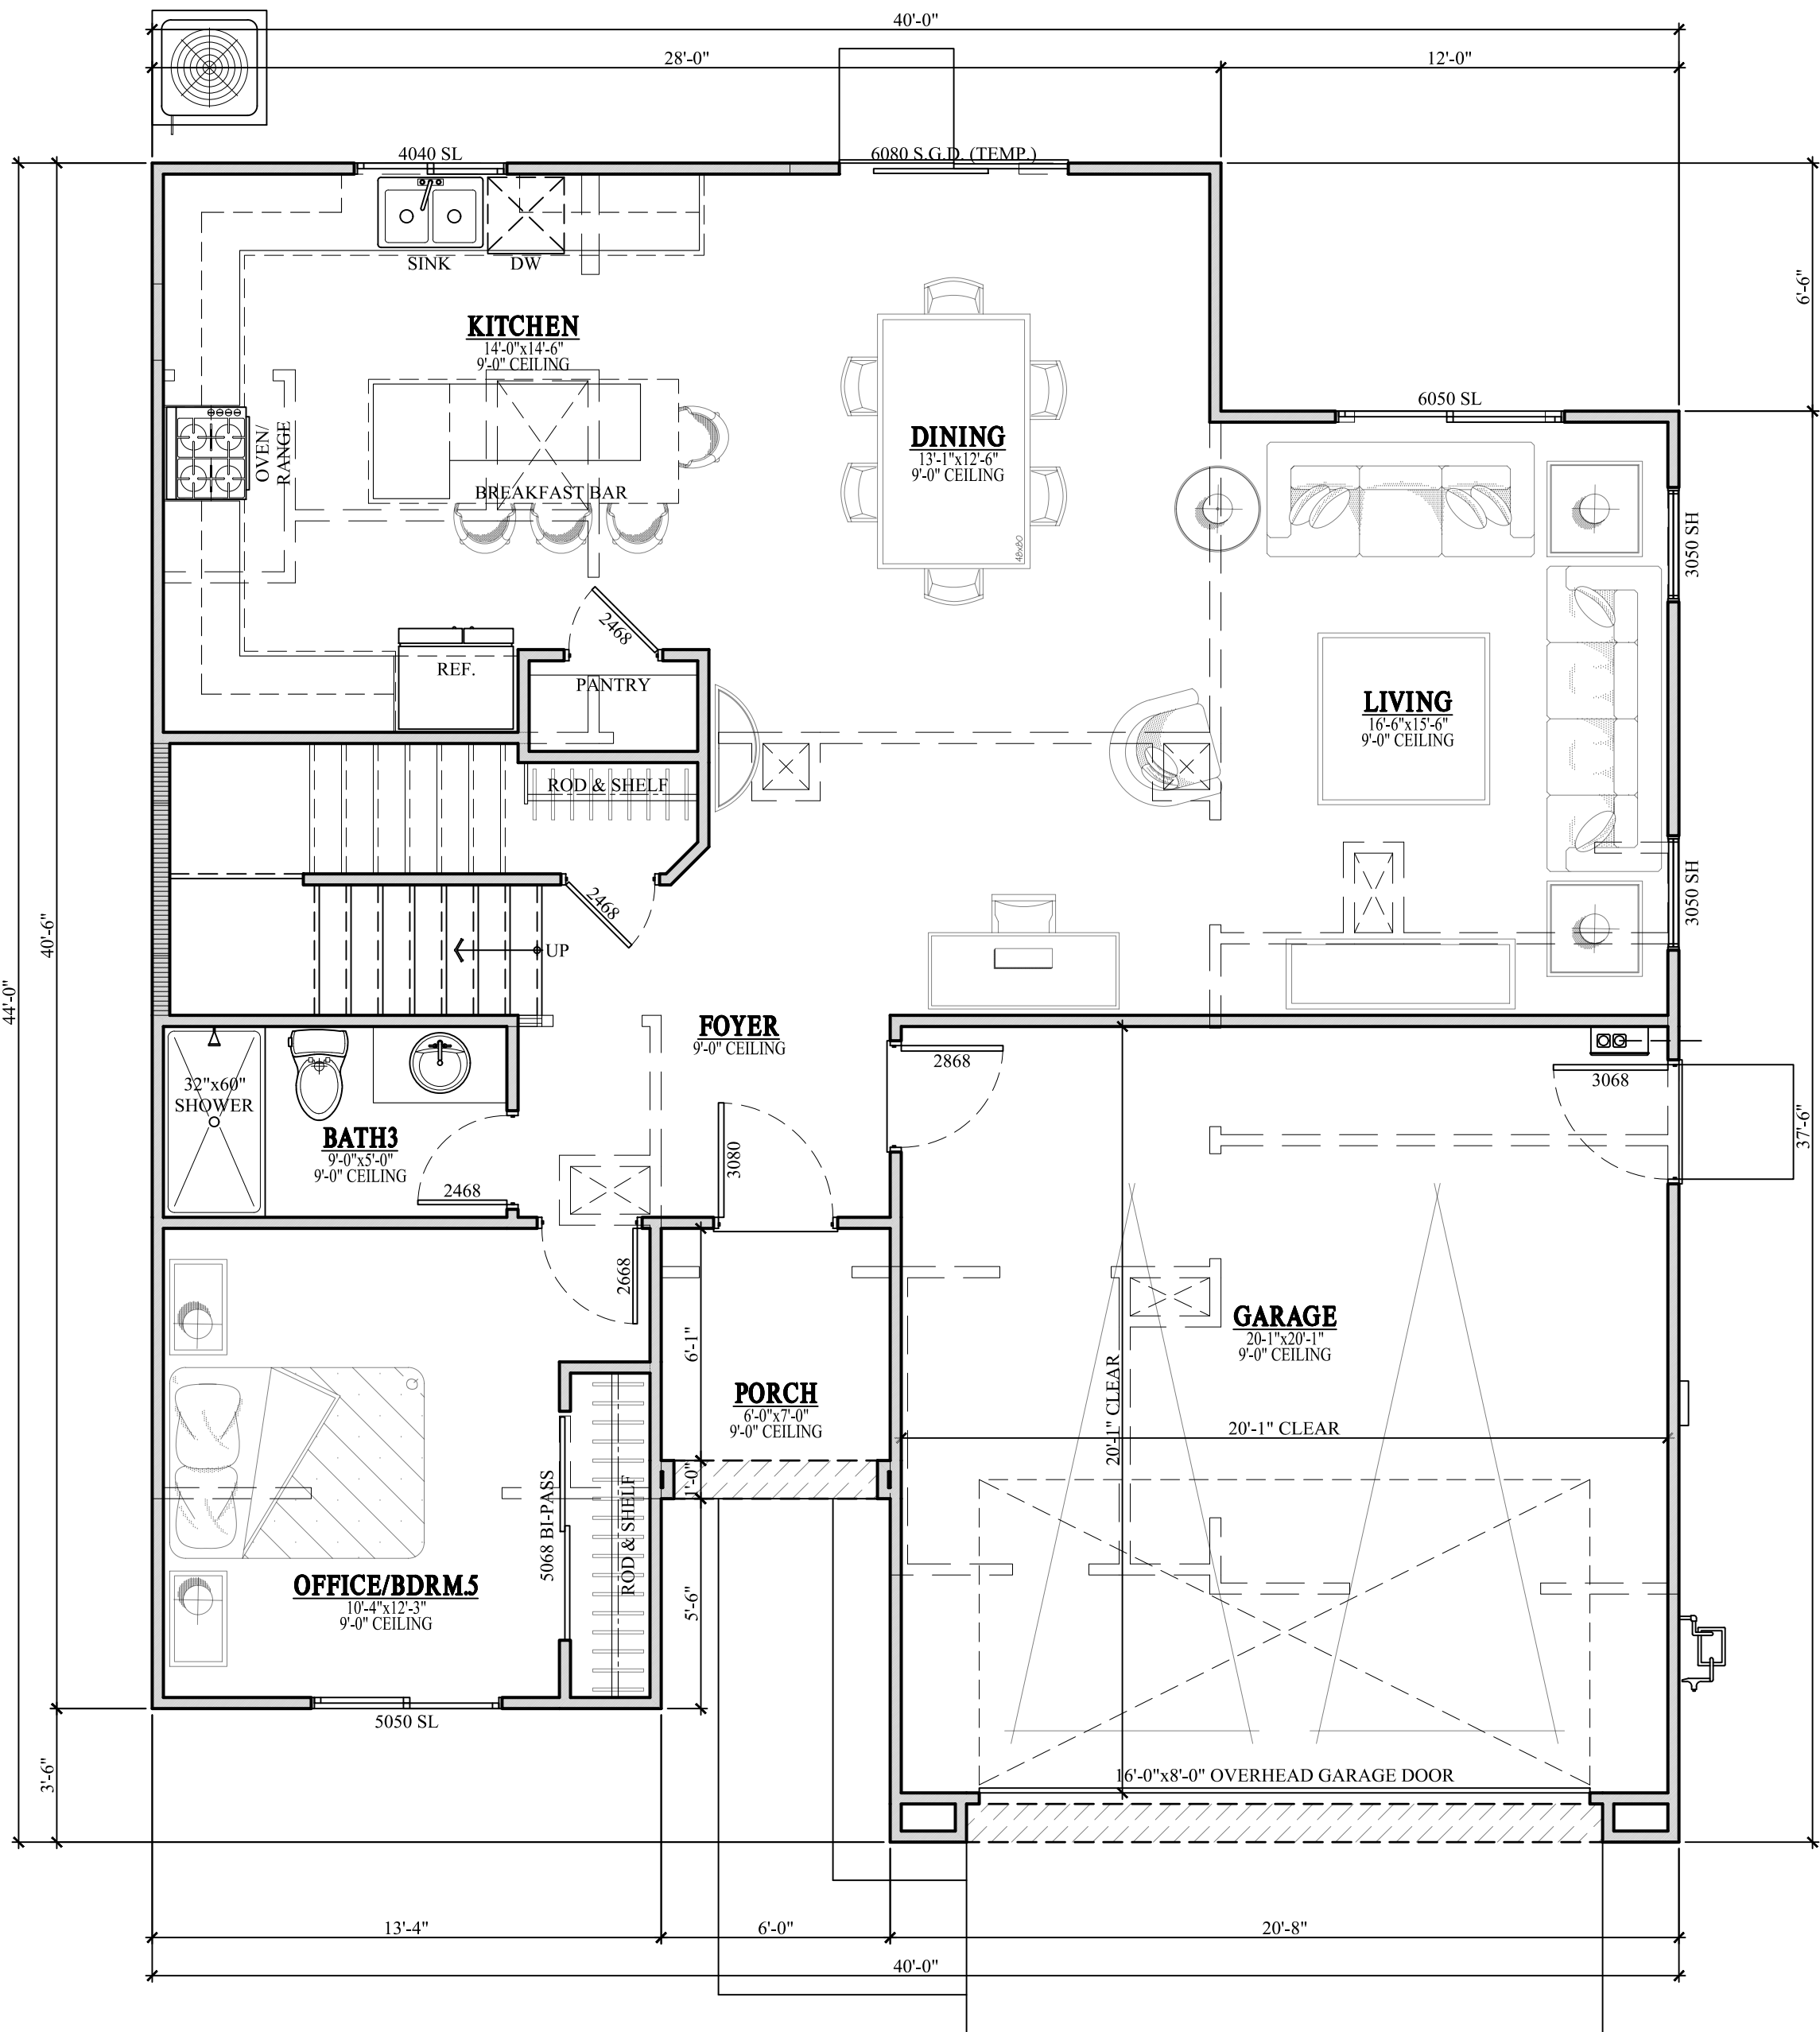 40'-0"
28'-0"
12'-0"
4040 SL
6080 S.G.D. (TEMP.)
SINK
DW
6'-6"
KITCHEN
14'-0"x14'-6"
9'-0" CEILING
6050 SL
OVEN/
RANGE
DINING
13'-1"x12'-6"
9'-0" CEILING
BREAKFAST BAR
48x80
3050 SH
2468
REF.
PANTRY
LIVING
16'-6"x15'-6"
9'-0" CEILING
ROD & SHELF
2468
3050 SH
40'-6"
UP
44'-0"
FOYER
9'-0" CEILING
2868
3068
32"x60"
SHOWER
BATH3
9'-0"x5'-0"
9'-0" CEILING
3080
37'-6"
2468
2668
6'-1"
GARAGE
20-1"x20'-1"
9'-0" CEILING
PORCH
6'-0"x7'-0"
9'-0" CEILING
20'-1" CLEAR
20'-1" CLEAR
1'-0"
5068 BI-PASS
ROD & SHELF
5'-6"
OFFICE/BDRM.5
10'-4"x12'-3"
9'-0" CEILING
5050 SL
3'-6"
16'-0"x8'-0" OVERHEAD GARAGE DOOR
13'-4"
6'-0"
20'-8"
40'-0"